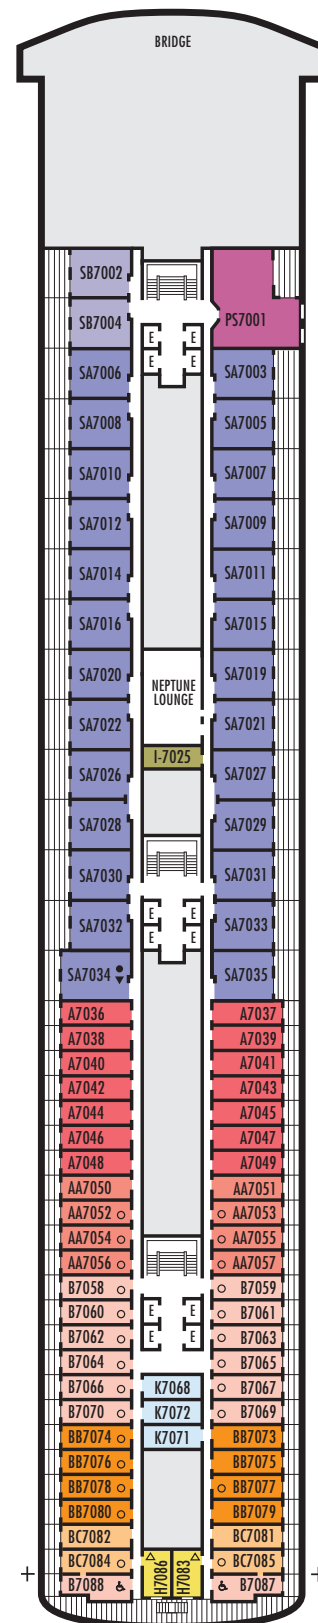 BRIDGE
SB7002
SB7004
PS7001
E E
E E
SA7006 SA7003
SA7008 SA7005
SA7010 SA7007
SA7012 SA7009
SA7014 SA7011
SA7016 SA7015
SA7020 SA7019
NEPTUNE
LOUNGE
SA7022 SA7021
I-7025
SA7026 SA7027
SA7028 SA7029
SA7030 SA7031
SA7032 SA7033
E E
E E
SA7034 SA7035
A7036 A7037
A7038 A7039
A7040 A7041
A7042 A7043
A7044 A7045
A7046 A7047
A7048 A7049
AA7050 AA7051
AA7052 AA7053
AA7054 AA7055
AA7056 AA7057
B7058 B7059
B7060 E E B7061
B7062 E E B7063
B7064 B7065
B7066 K7068 B7067
B7070 K7072 B7069
BB7074 K7071 BB7073
BB7076 BB7075
BB7078 BB7077
BB7080 BB7079
BC7082 BC7081
BC7084 BC7085
B7088 H7086 H7083 B7087